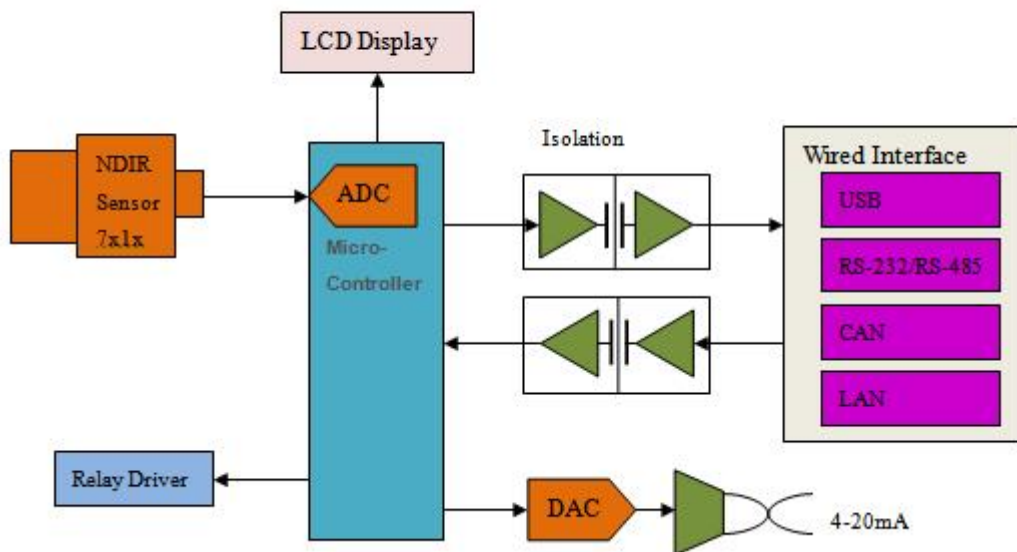 LCD Display
NDIR
Sensor
7x1x
ADC
Micro-
Controller
Isolation
Wired Interface
USB
RS-232/RS-485
CAN
LAN
Relay Driver
DAC
4-20mA